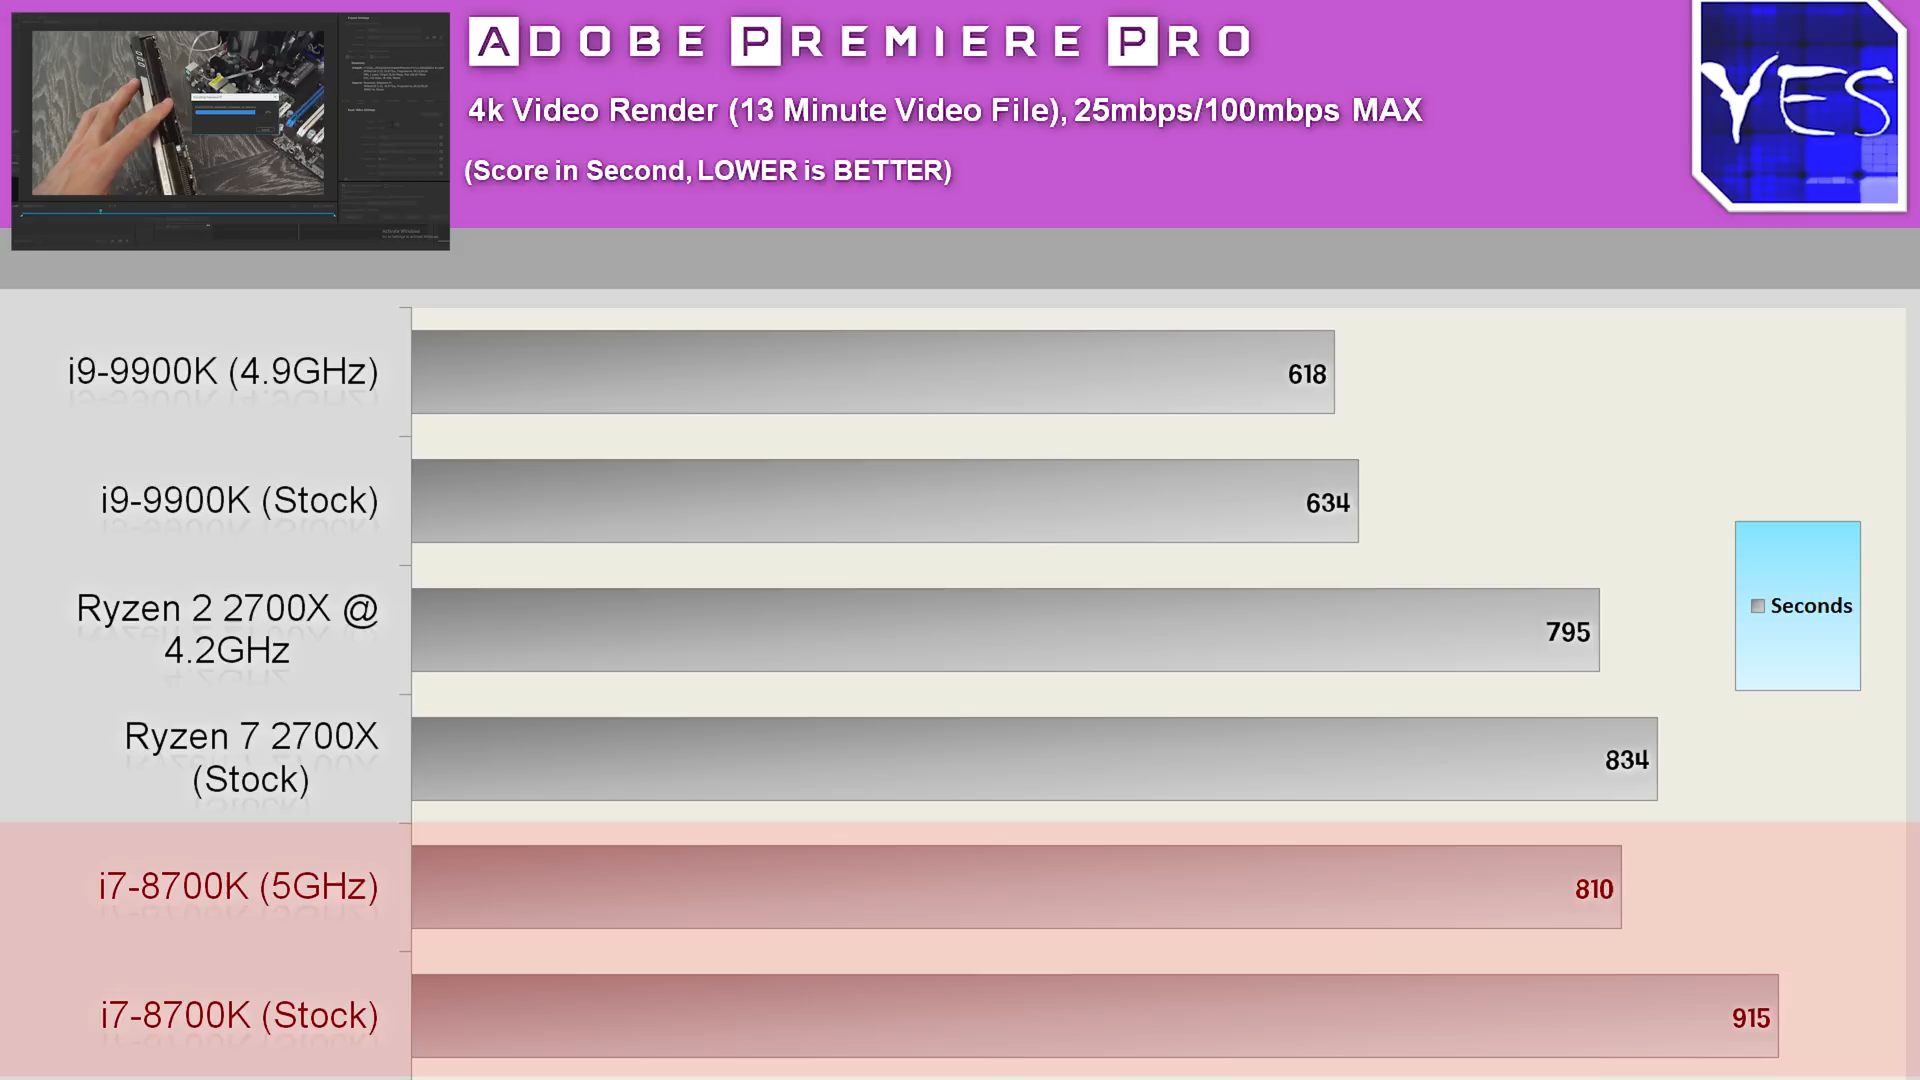 ADOBE PREMIERE PRO
4k Video Render (13 Minute Video File), 25mbps/100mbps MAX
(Score in Second, LOWER is BETTER)
YES
i9-9900K (4.9GHz)
618
i9-9900K (Stock)
634
Ryzen 2 2700X @
4.2GHz
795
Ryzen 7 2700X
(Stock)
834
i7-8700K (5GHz)
810
i7-8700K (Stock)
915
Seconds